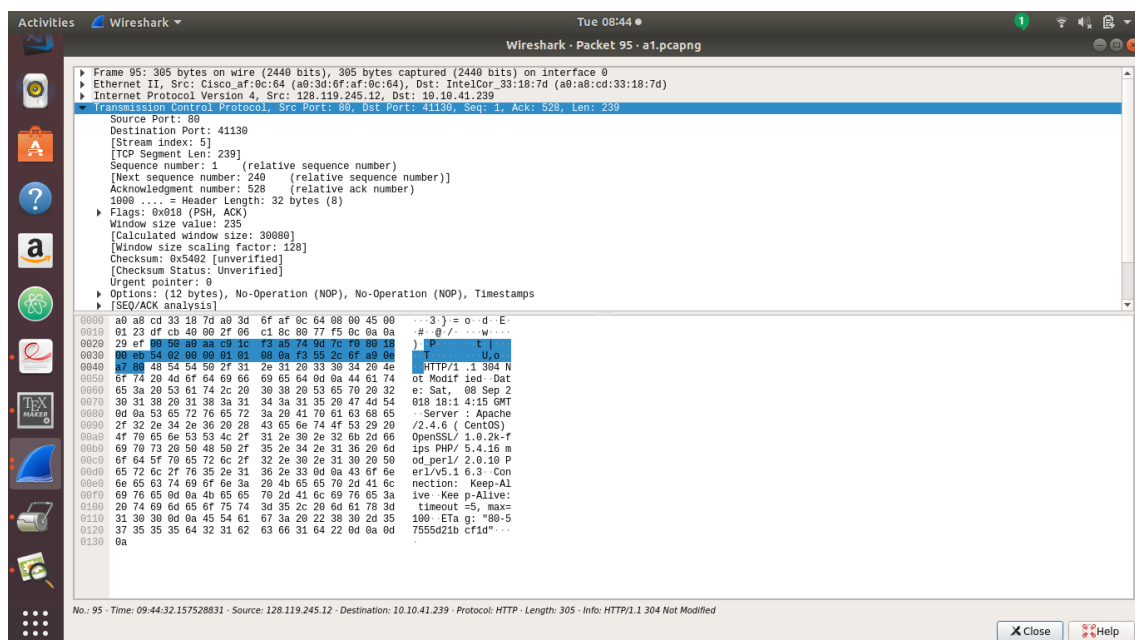 Activities Wireshark Tue 08:44 1
Wireshark · Packet 95 · a1.pcapng
Frame 95: 305 bytes on wire (2440 bits), 305 bytes captured (2440 bits) on interface 0
Ethernet II, Src: Cisco_af:0c:64 (a0:3d:6f:af:0c:64), Dst: IntelCor_33:18:7d (a0:a8:cd:33:18:7d)
Internet Protocol Version 4, Src: 128.119.245.12, Dst: 10.10.41.239
Transmission Control Protocol, Src Port: 80, Dst Port: 41130, Seq: 1, Ack: 528, Len: 239
Source Port: 80
Destination Port: 41130
[Stream index: 5]
[TCP Segment Len: 239]
Sequence number: 1 (relative sequence number)
[Next sequence number: 240 (relative sequence number)]
Acknowledgment number: 528 (relative ack number)
1000 .... = Header Length: 32 bytes (8)
Flags: 0x018 (PSH, ACK)
Window size value: 235
[Calculated window size: 30080]
[Window size scaling factor: 128]
Checksum: 0x5402 [unverified]
[Checksum Status: Unverified]
Urgent pointer: 0
Options: (12 bytes), No-Operation (NOP), No-Operation (NOP), Timestamps
[SEQ/ACK analysis]
0000 a0 a8 cd 33 18 7d a0 3d 6f af 0c 64 08 00 45 00 ···3·}·= o··d··E·
0010 01 23 df cb 40 00 2f 06 c1 8c 80 77 f5 0c 0a 0a ·#··@·/· ···w····
0020 29 ef 00 50 a0 aa c9 1c f3 a5 74 9d 7c f0 80 18 )··P···· ··t·|···
0030 00 eb 54 02 00 00 01 01 08 0a f3 55 2c 6f a9 0e ··T····· ···U,o··
0040 a7 80 48 54 54 50 2f 31 2e 31 20 33 30 34 20 4e ··HTTP/1 .1 304 N
0050 6f 74 20 4d 6f 64 69 66 69 65 64 0d 0a 44 61 74 ot Modif ied··Dat
0060 65 3a 20 53 61 74 2c 20 30 38 20 53 65 70 20 32 e: Sat, 08 Sep 2
0070 30 31 38 20 31 38 3a 31 34 3a 31 35 20 47 4d 54 018 18:1 4:15 GMT
0080 0d 0a 53 65 72 76 65 72 3a 20 41 70 61 63 68 65 ··Server : Apache
0090 2f 32 2e 34 2e 36 20 28 43 65 6e 74 4f 53 29 20 /2.4.6 ( CentOS)
00a0 4f 70 65 6e 53 53 4c 2f 31 2e 30 2e 32 6b 2d 66 OpenSSL/ 1.0.2k-f
00b0 69 70 73 20 50 48 50 2f 35 2e 34 2e 31 36 20 6d ips PHP/ 5.4.16 m
00c0 6f 64 5f 70 65 72 6c 2f 32 2e 30 2e 31 30 20 50 od_perl/ 2.0.10 P
00d0 65 72 6c 2f 76 35 2e 31 36 2e 33 0d 0a 43 6f 6e erl/v5.1 6.3··Con
00e0 6e 65 63 74 69 6f 6e 3a 20 4b 65 65 70 2d 41 6c nection: Keep-Al
00f0 69 76 65 0d 0a 4b 65 65 70 2d 41 6c 69 76 65 3a ive··Kee p-Alive:
0100 20 74 69 6d 65 6f 75 74 3d 35 2c 20 6d 61 78 3d timeout =5, max=
0110 31 30 30 0d 0a 45 54 61 67 3a 20 22 38 30 2d 35 100··ETa g: "80-5
0120 37 35 35 35 64 32 31 62 63 66 31 64 22 0d 0a 0d 7555d21b cf1d"···
0130 0a ·
No.: 95 · Time: 09:44:32.157528831 · Source: 128.119.245.12 · Destination: 10.10.41.239 · Protocol: HTTP · Length: 305 · Info: HTTP/1.1 304 Not Modified
Close Help
TEX
MAKER